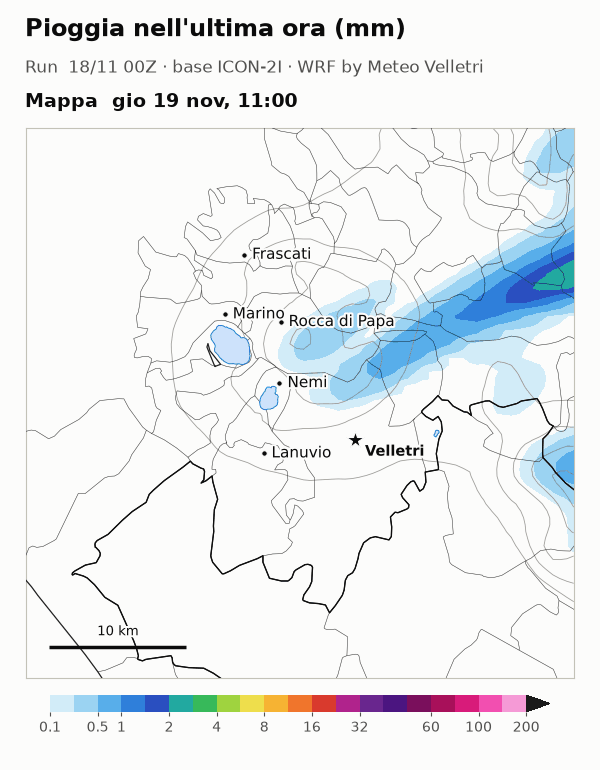 Pioggia nell'ultima ora (mm)
Run  18/11 00Z · base ICON-2I · WRF by Meteo Velletri
Mappa  gio 19 nov, 11:00
Frascati
Marino
Rocca di Papa
Nemi
Velletri
Lanuvio
10 km
0.1 0.5 1 2 4 8 16 32 60 100 200